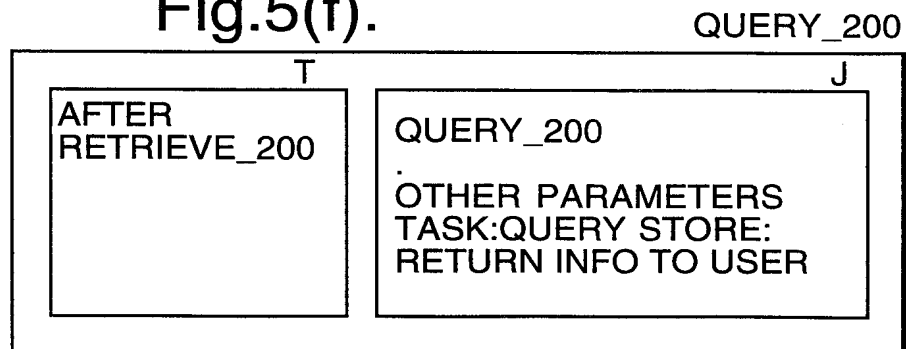 Fig.5(f).
QUERY_200
T
J
AFTER
RETRIEVE_200
QUERY_200
.
OTHER PARAMETERS
TASK:QUERY STORE:
RETURN INFO TO USER